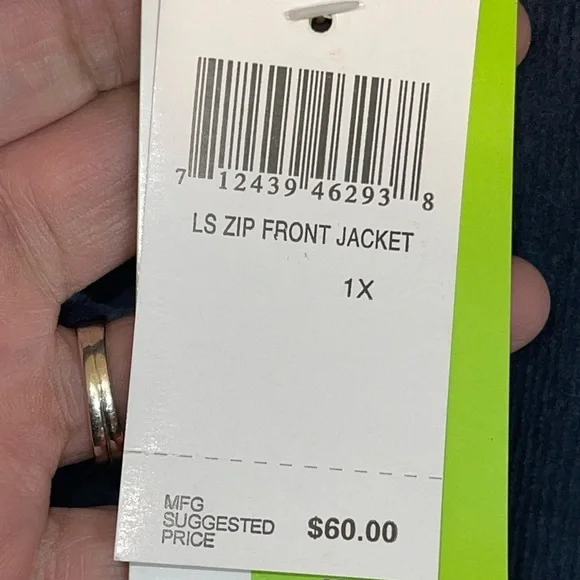 7 12439 46293 8
LS ZIP FRONT JACKET
1X
MFG
SUGGESTED
PRICE $60.00